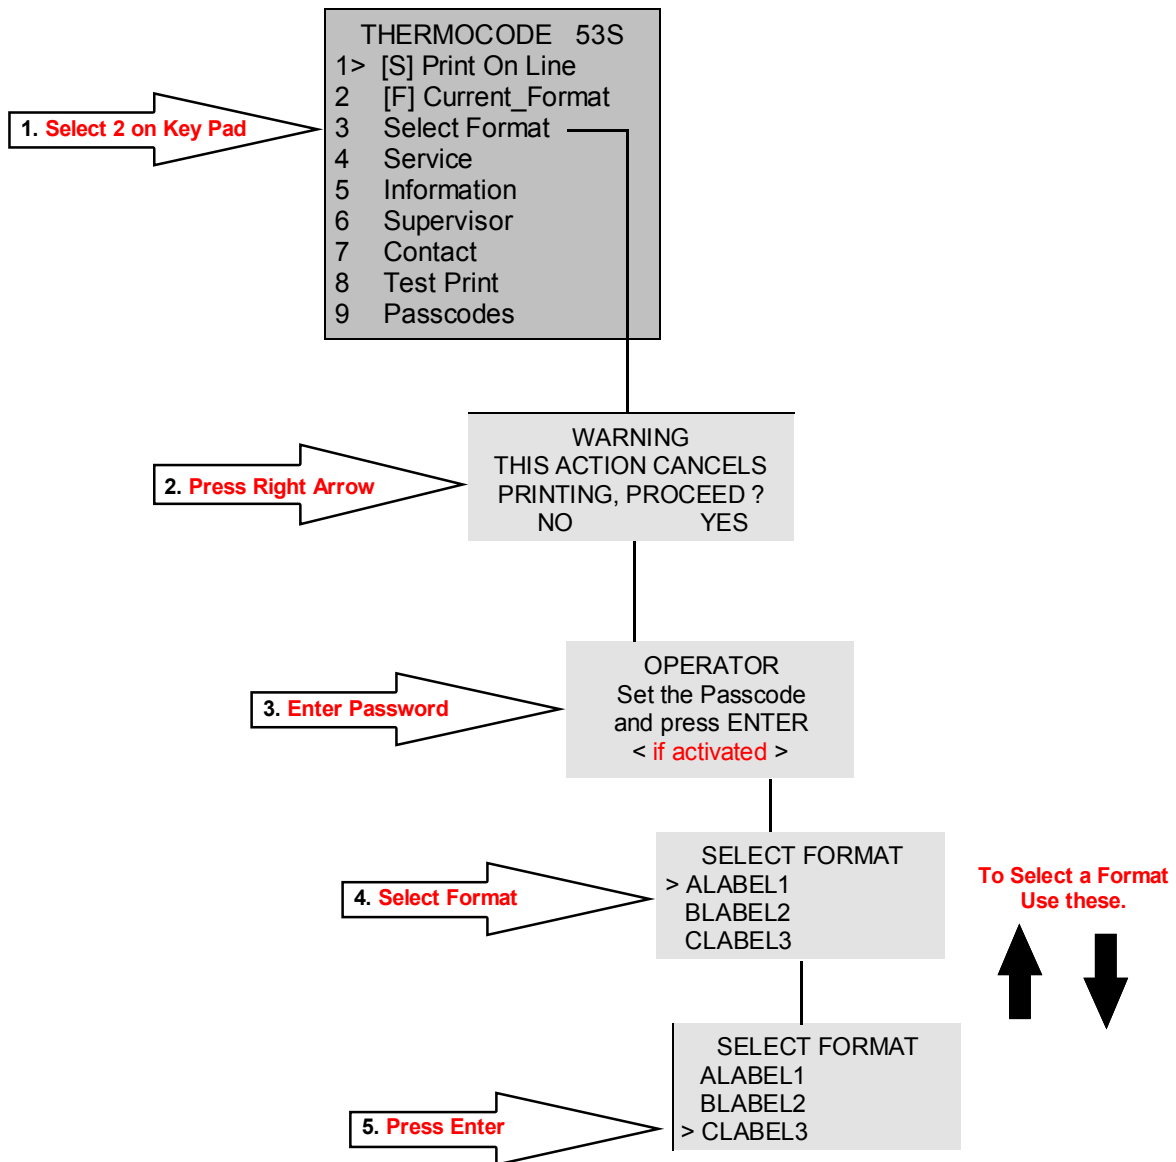 THERMOCODE 53S
1> [S] Print On Line
2 [F] Current_Format
3 Select Format
4 Service
5 Information
6 Supervisor
7 Contact
8 Test Print
9 Passcodes
1. Select 2 on Key Pad
WARNING
THIS ACTION CANCELS
PRINTING, PROCEED ?
NO YES
2. Press Right Arrow
OPERATOR
Set the Passcode
and press ENTER
< if activated >
3. Enter Password
SELECT FORMAT
> ALABEL1
BLABEL2
CLABEL3
4. Select Format
To Select a Format
Use these.
SELECT FORMAT
ALABEL1
BLABEL2
> CLABEL3
5. Press Enter